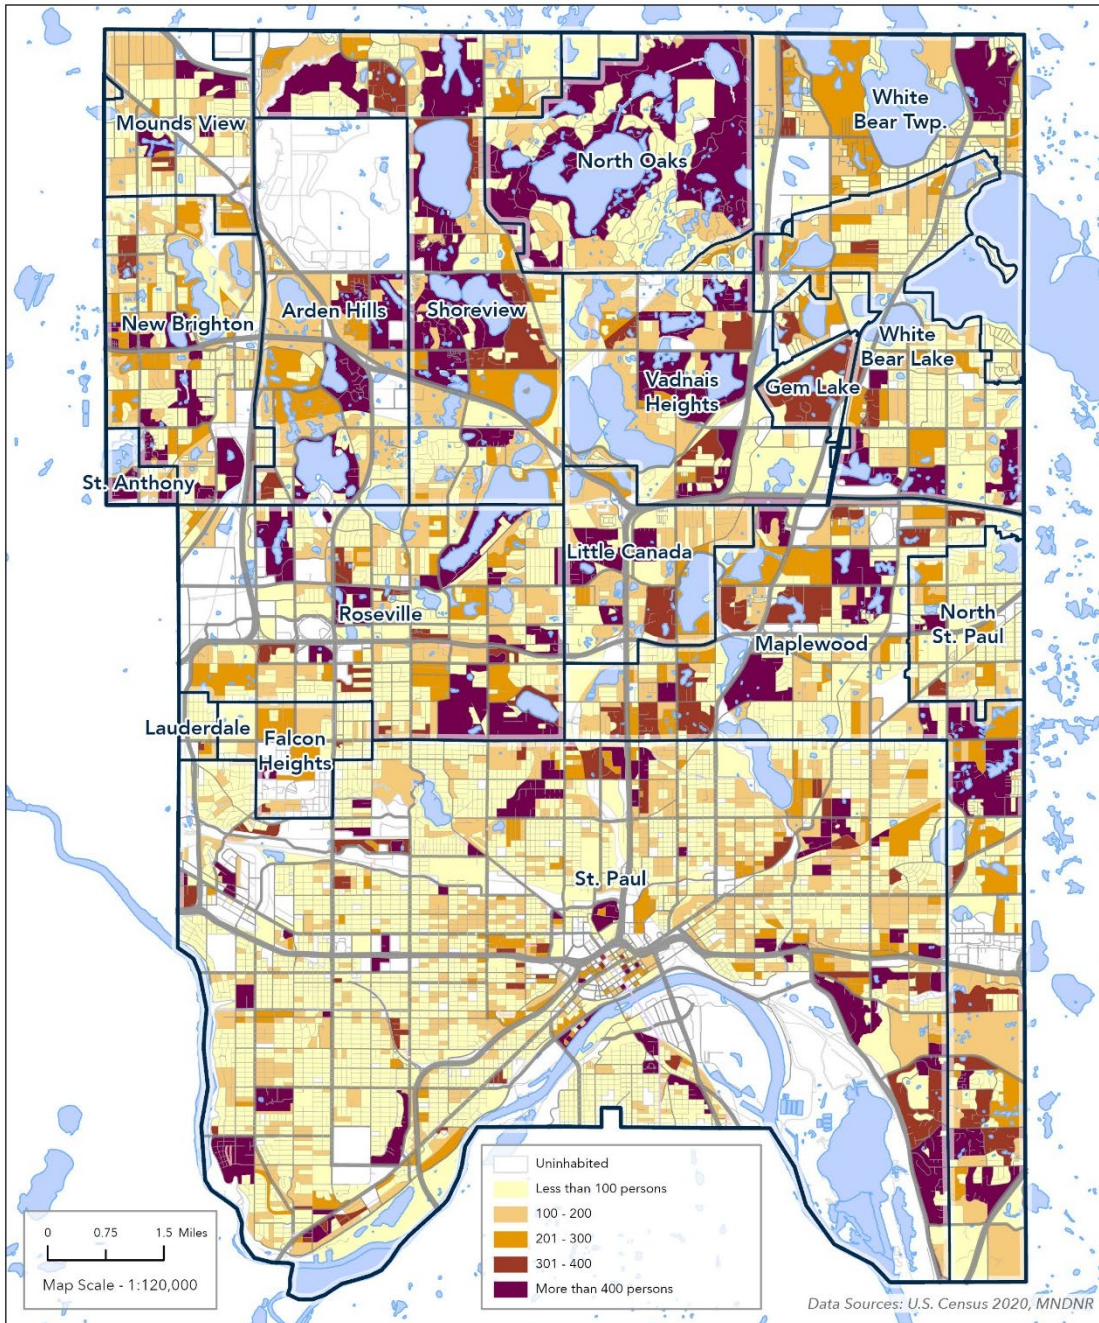 White
Bear Twp.
Mounds View
North Oaks
Arden Hills
Shoreview
New Brighton
White
Bear Lake
Vadnais
Heights
Gem Lake
St. Anthony
Little Canada
Roseville
North
St. Paul
Maplewood
Lauderdale
Falcon
Heights
St. Paul
Uninhabited
Less than 100 persons
100 - 200
201 - 300
301 - 400
More than 400 persons
0 0.75 1.5 Miles
Map Scale - 1:120,000
Data Sources: U.S. Census 2020, MNDNR